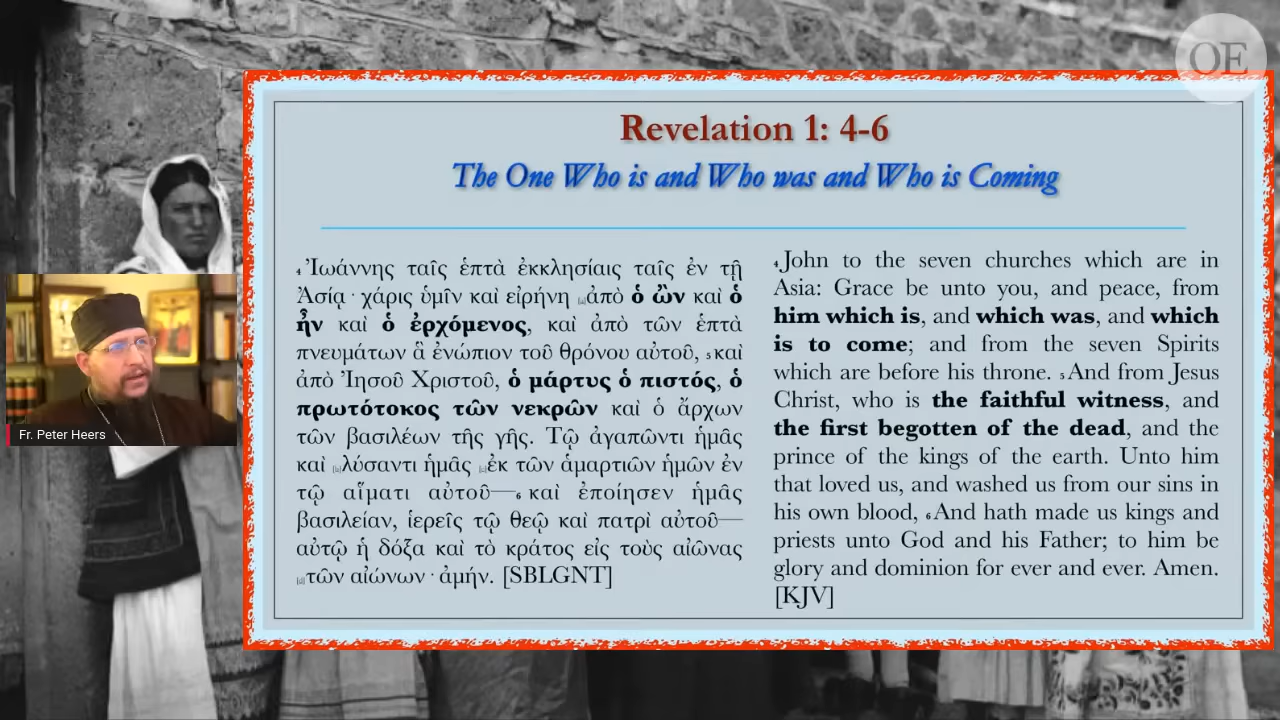 OE
Revelation 1: 4-6
The One Who is and Who was and Who is Coming
4 Ἰωάννης ταῖς ἑπτὰ ἐκκλησίαις ταῖς ἐν τῇ
Ἀσίᾳ· χάρις ὑμῖν καὶ εἰρήνη [a]ἀπὸ ὁ ὢν καὶ ὁ
ἦν καὶ ὁ ἐρχόμενος, καὶ ἀπὸ τῶν ἑπτὰ
πνευμάτων ἃ ἐνώπιον τοῦ θρόνου αὐτοῦ, 5 καὶ
ἀπὸ Ἰησοῦ Χριστοῦ, ὁ μάρτυς ὁ πιστός, ὁ
πρωτότοκος τῶν νεκρῶν καὶ ὁ ἄρχων
τῶν βασιλέων τῆς γῆς. Τῷ ἀγαπῶντι ἡμᾶς
καὶ [b]λύσαντι ἡμᾶς [c]ἐκ τῶν ἁμαρτιῶν ἡμῶν ἐν
τῷ αἵματι αὐτοῦ—6 καὶ ἐποίησεν ἡμᾶς
βασιλείαν, ἱερεῖς τῷ θεῷ καὶ πατρὶ αὐτοῦ—
αὐτῷ ἡ δόξα καὶ τὸ κράτος εἰς τοὺς αἰῶνας
[d]τῶν αἰώνων· ἀμήν. [SBLGNT]
4 John to the seven churches which are in
Asia: Grace be unto you, and peace, from
him which is, and which was, and which
is to come; and from the seven Spirits
which are before his throne. 5 And from Jesus
Christ, who is the faithful witness, and
the first begotten of the dead, and the
prince of the kings of the earth. Unto him
that loved us, and washed us from our sins in
his own blood, 6 And hath made us kings and
priests unto God and his Father; to him be
glory and dominion for ever and ever. Amen.
[KJV]
Fr. Peter Heers